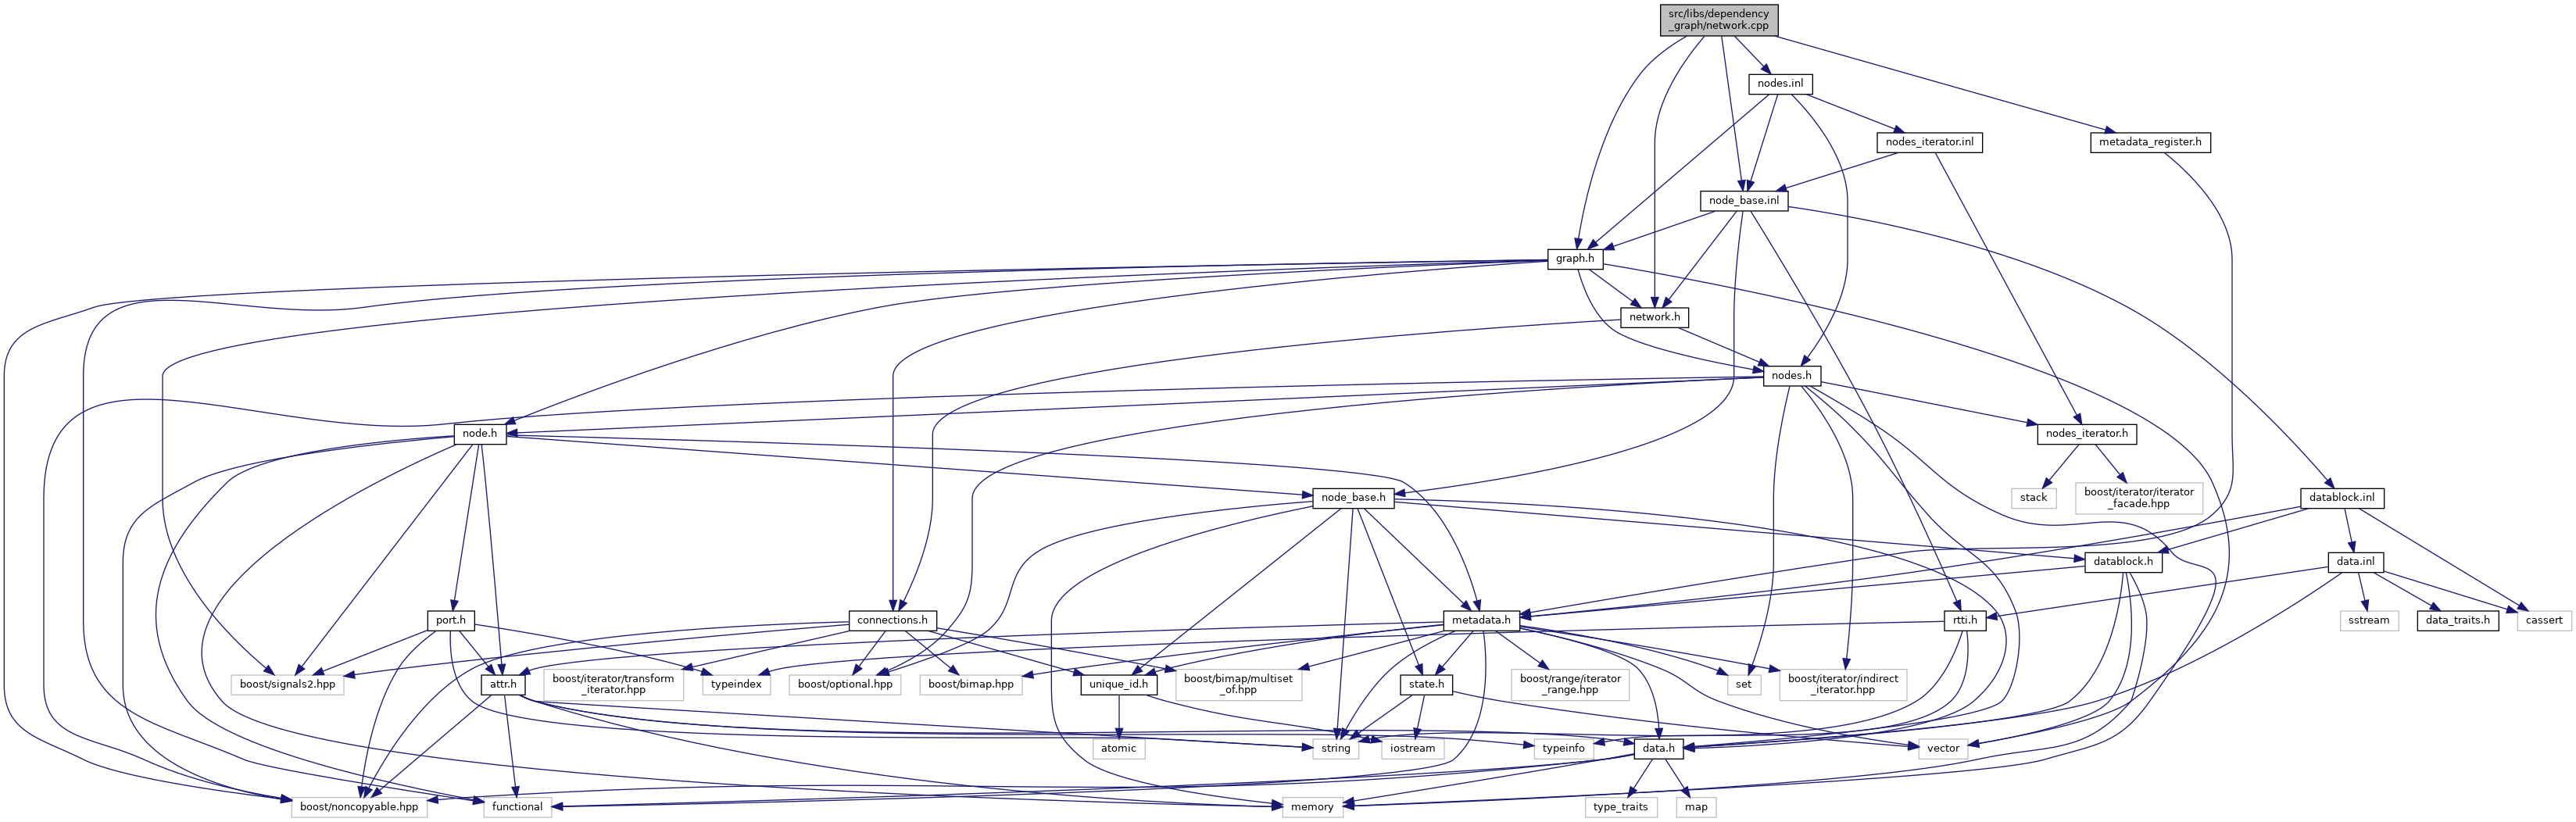 src/libs/dependency
_graph/network.cpp
nodes.inl
nodes_iterator.inl
metadata_register.h
node_base.inl
graph.h
network.h
nodes.h
node.h
nodes_iterator.h
node_base.h
stack
boost/iterator/iterator
_facade.hpp
datablock.inl
datablock.h
data.inl
port.h
connections.h
metadata.h
rtti.h
sstream
data_traits.h
cassert
boost/signals2.hpp
attr.h
boost/iterator/transform
_iterator.hpp
typeindex
boost/optional.hpp
boost/bimap.hpp
unique_id.h
boost/bimap/multiset
_of.hpp
state.h
boost/range/iterator
_range.hpp
set
boost/iterator/indirect
_iterator.hpp
atomic
string
iostream
typeinfo
data.h
vector
boost/noncopyable.hpp
functional
memory
type_traits
map